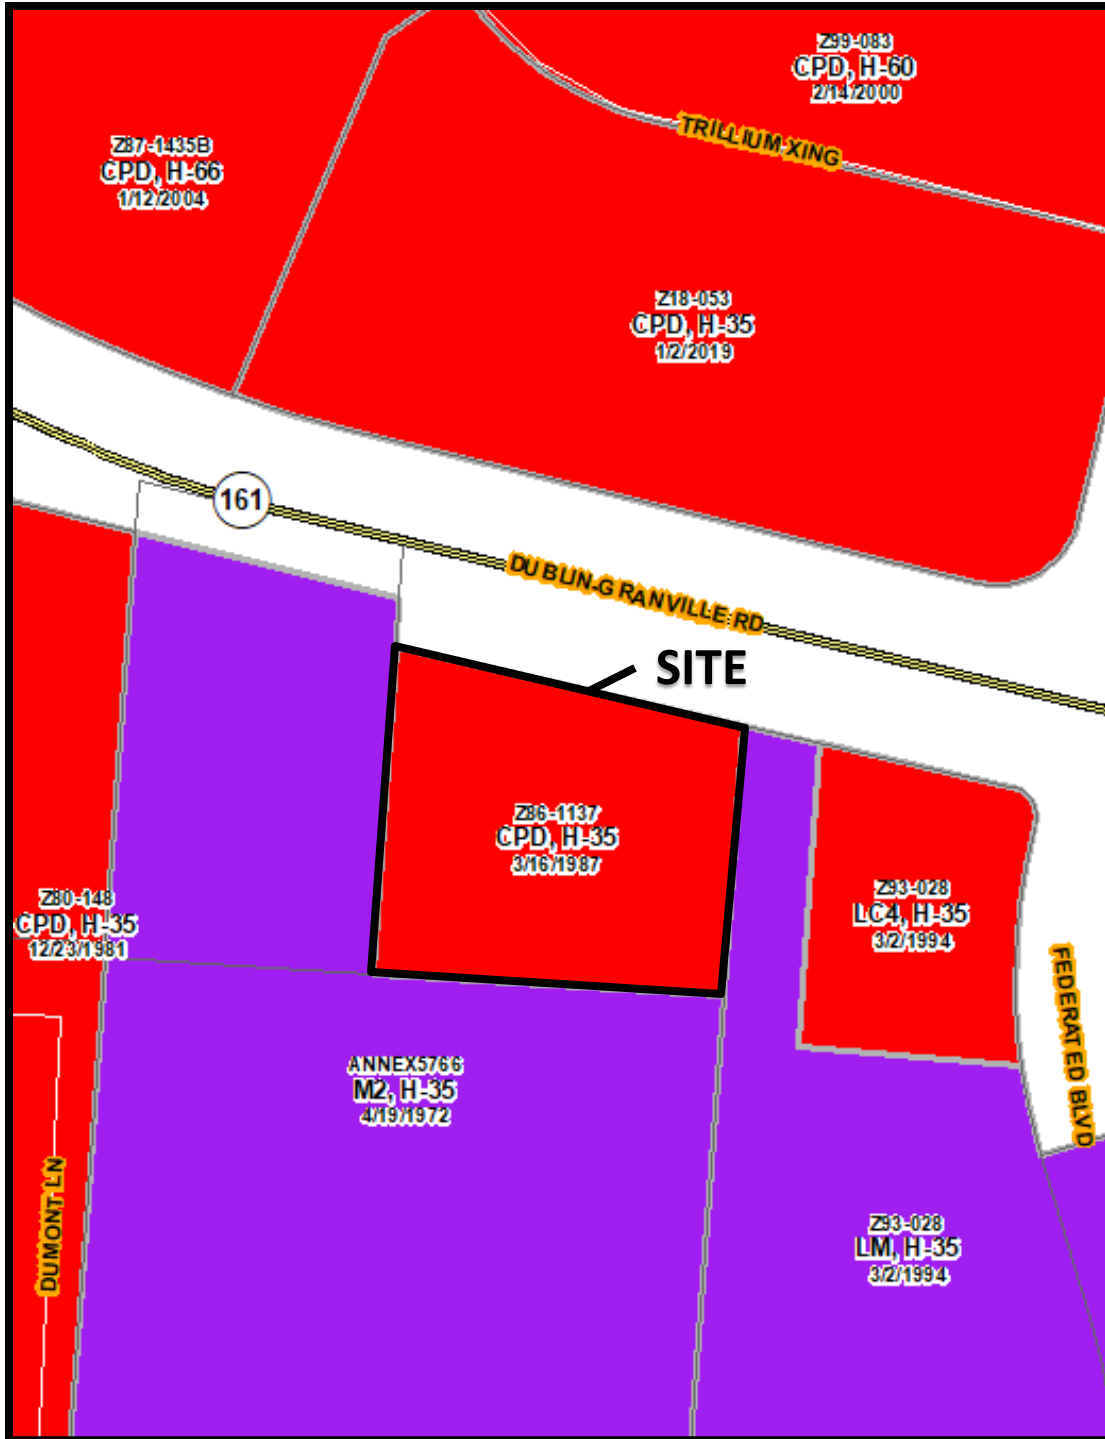 Z99-083
CPD, H-60
2/14/2000
TRILLIUM XING
Z87-1435B
CPD, H-66
1/12/2004
Z18-053
CPD, H-35
1/2/2019
161
DUBLIN-GRANVILLE RD
SITE
Z86-1137
CPD, H-35
3/16/1987
Z93-028
LC4, H-35
3/2/1994
Z80-148
CPD, H-35
12/23/1981
FEDERATED BLVD
ANNEX5766
M2, H-35
4/19/1972
DUMONT LN
Z93-028
LM, H-35
3/2/1994